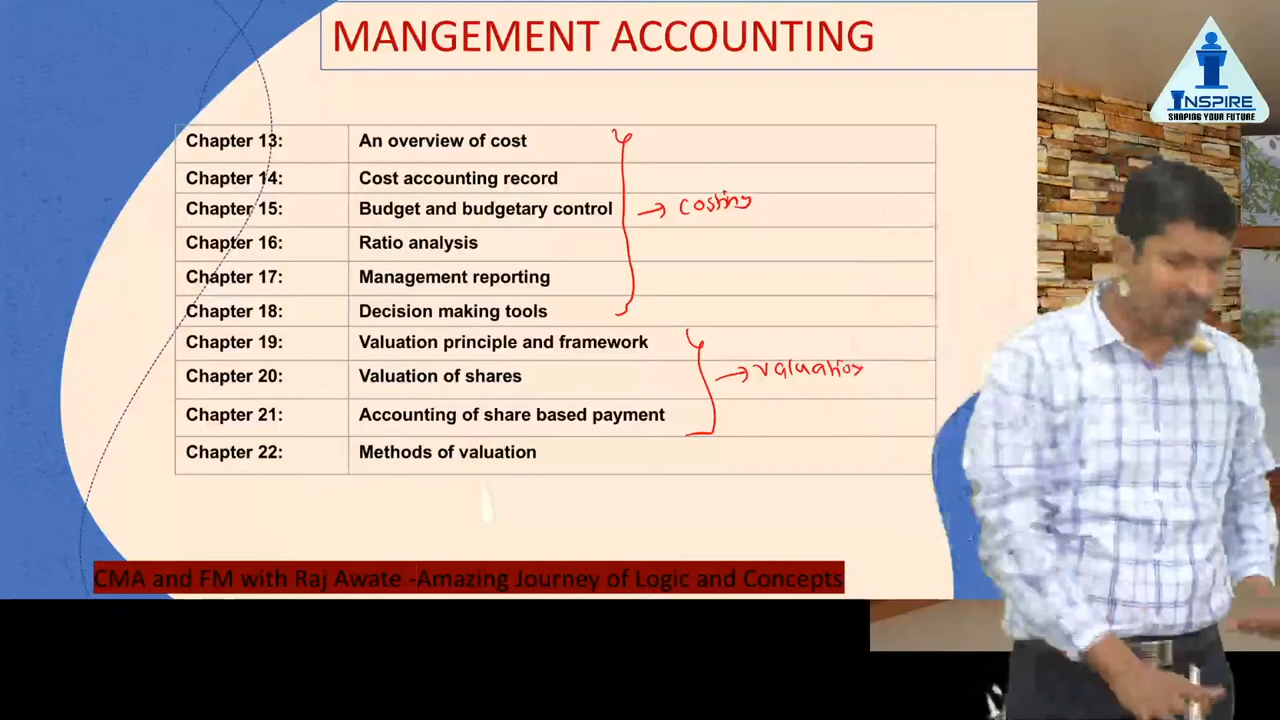 MANGEMENT ACCOUNTING
INSPIRE
SHAPING YOUR FUTURE
Chapter 13: An overview of cost
Chapter 14: Cost accounting record
Chapter 15: Budget and budgetary control → costing
Chapter 16: Ratio analysis
Chapter 17: Management reporting
Chapter 18: Decision making tools
Chapter 19: Valuation principle and framework
Chapter 20: Valuation of shares → valuation
Chapter 21: Accounting of share based payment
Chapter 22: Methods of valuation
CMA and FM with Raj Awate -Amazing Journey of Logic and Concepts